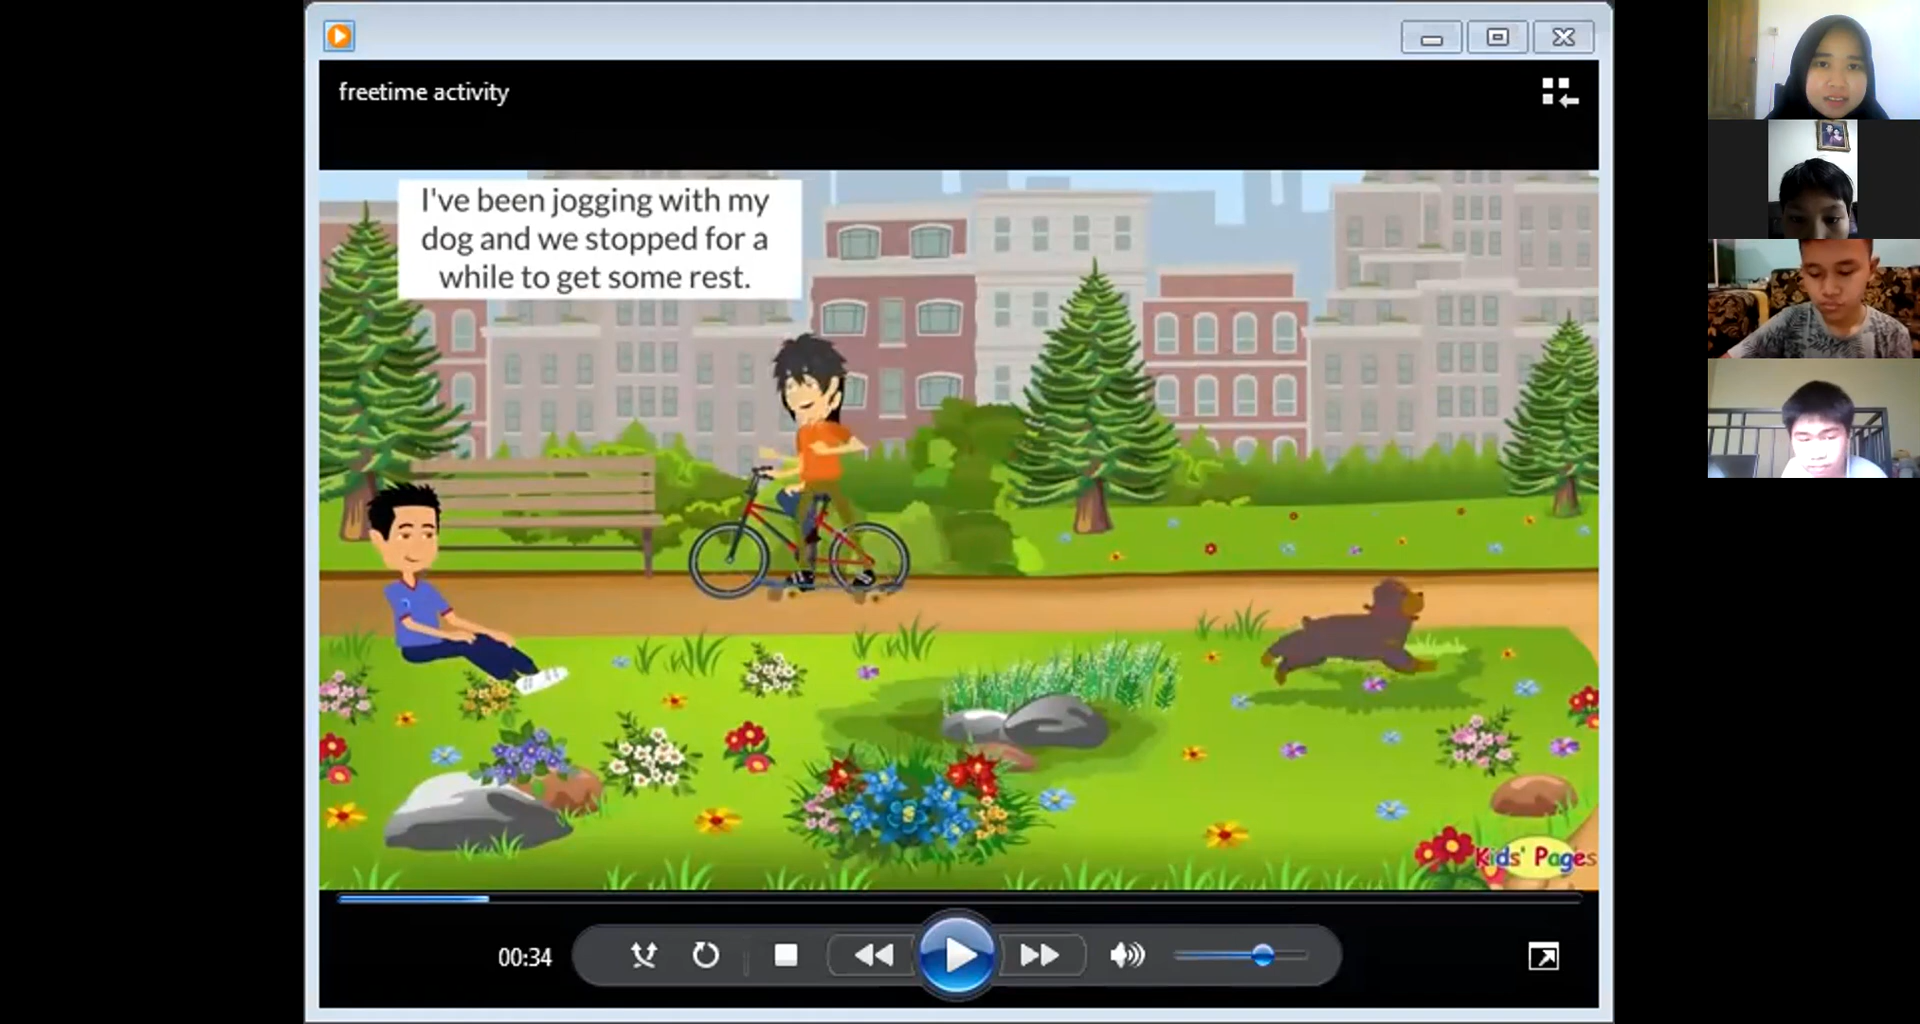 freetime activity
I've been jogging with my
dog and we stopped for a
while to get some rest.
Kids' Pages
00:34